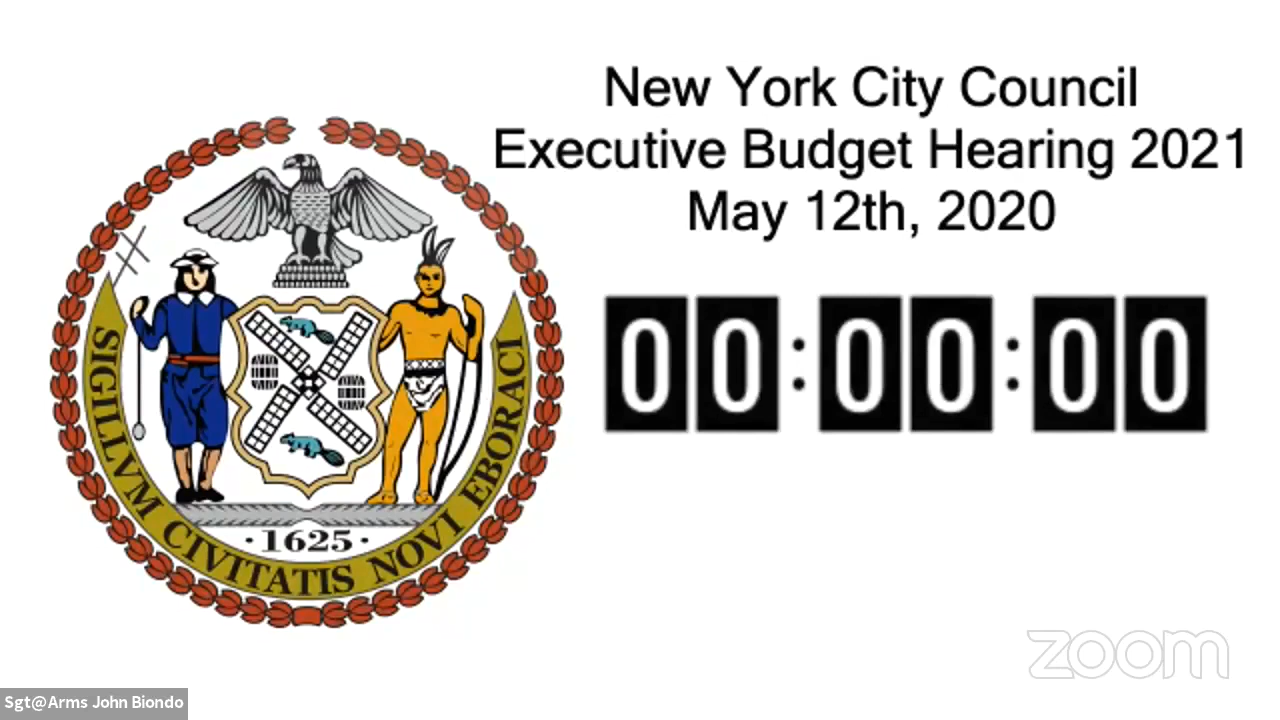 New York City Council
Executive Budget Hearing 2021
May 12th, 2020
00:00:00
SIGILLVM CIVITATIS NOVI EBORACI
·1625·
zoom
Sgt@Arms John Biondo